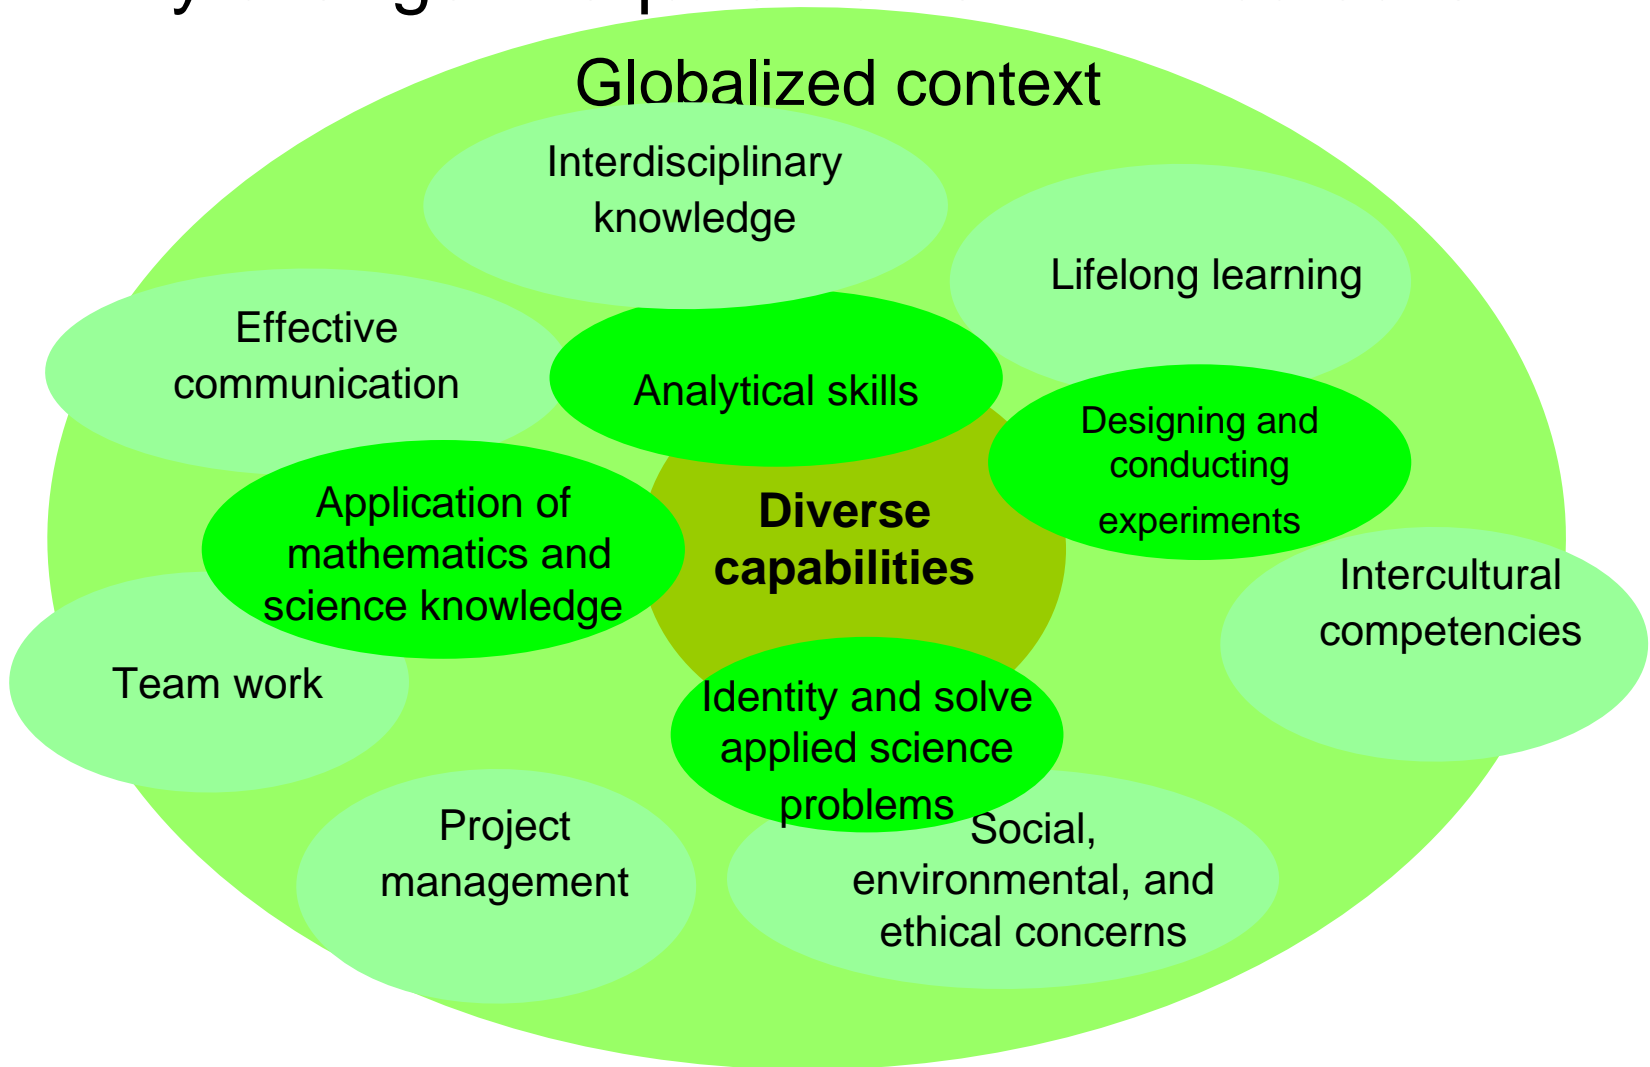 Globalized context
Interdisciplinary
knowledge
Lifelong learning
Effective
communication
Analytical skills
Designing and
conducting
experiments
Application of
mathematics and
science knowledge
Diverse
capabilities
Intercultural
competencies
Team work
Identity and solve
applied science
problems
Project
management
Social,
environmental, and
ethical concerns